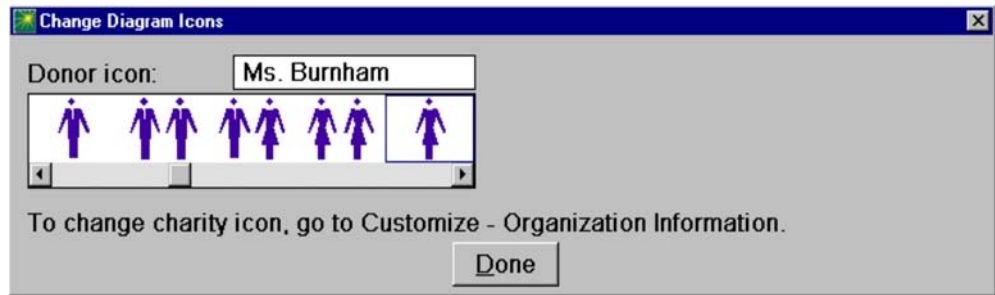 Change Diagram Icons
Donor icon: Ms. Burnham
To change charity icon, go to Customize - Organization Information.
Done